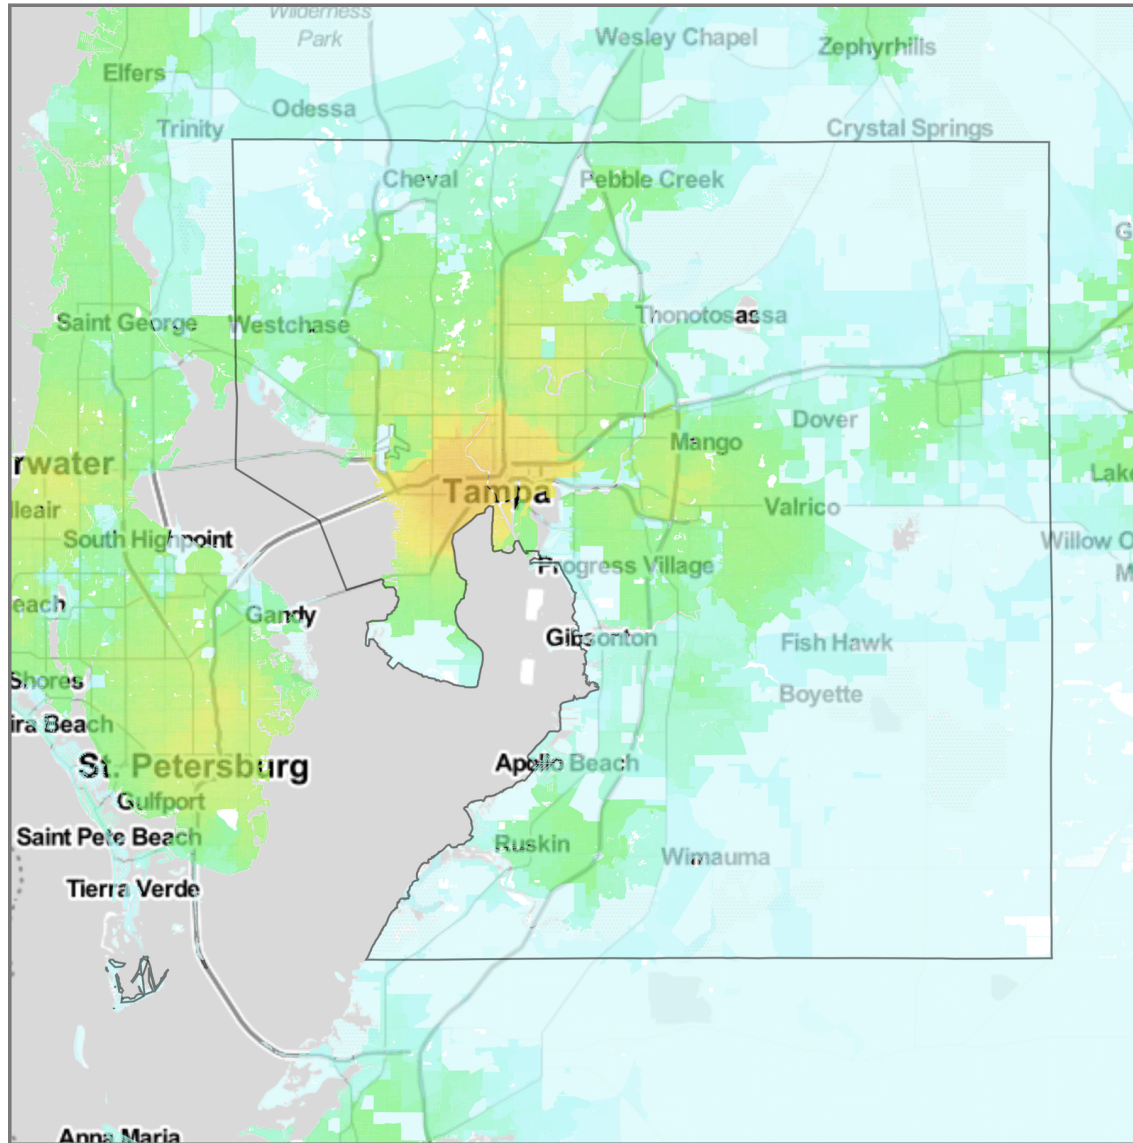 Wilderness
Park
Wesley Chapel
Zephyrhills
Elfers
Odessa
Trinity
Crystal Springs
Cheval
Pebble Creek
G
Saint George
Westchase
Thonotosassa
Dover
Mango
rwater
Lake
Tampa
lleair
Valrico
South Highpoint
Willow O
Progress Village
M
each
Gandy
Gibsonton
Fish Hawk
Shores
Boyette
ira Beach
St. Petersburg
Apollo Beach
Gulfport
Saint Pete Beach
Ruskin
Wimauma
Tierra Verde
Anna Maria